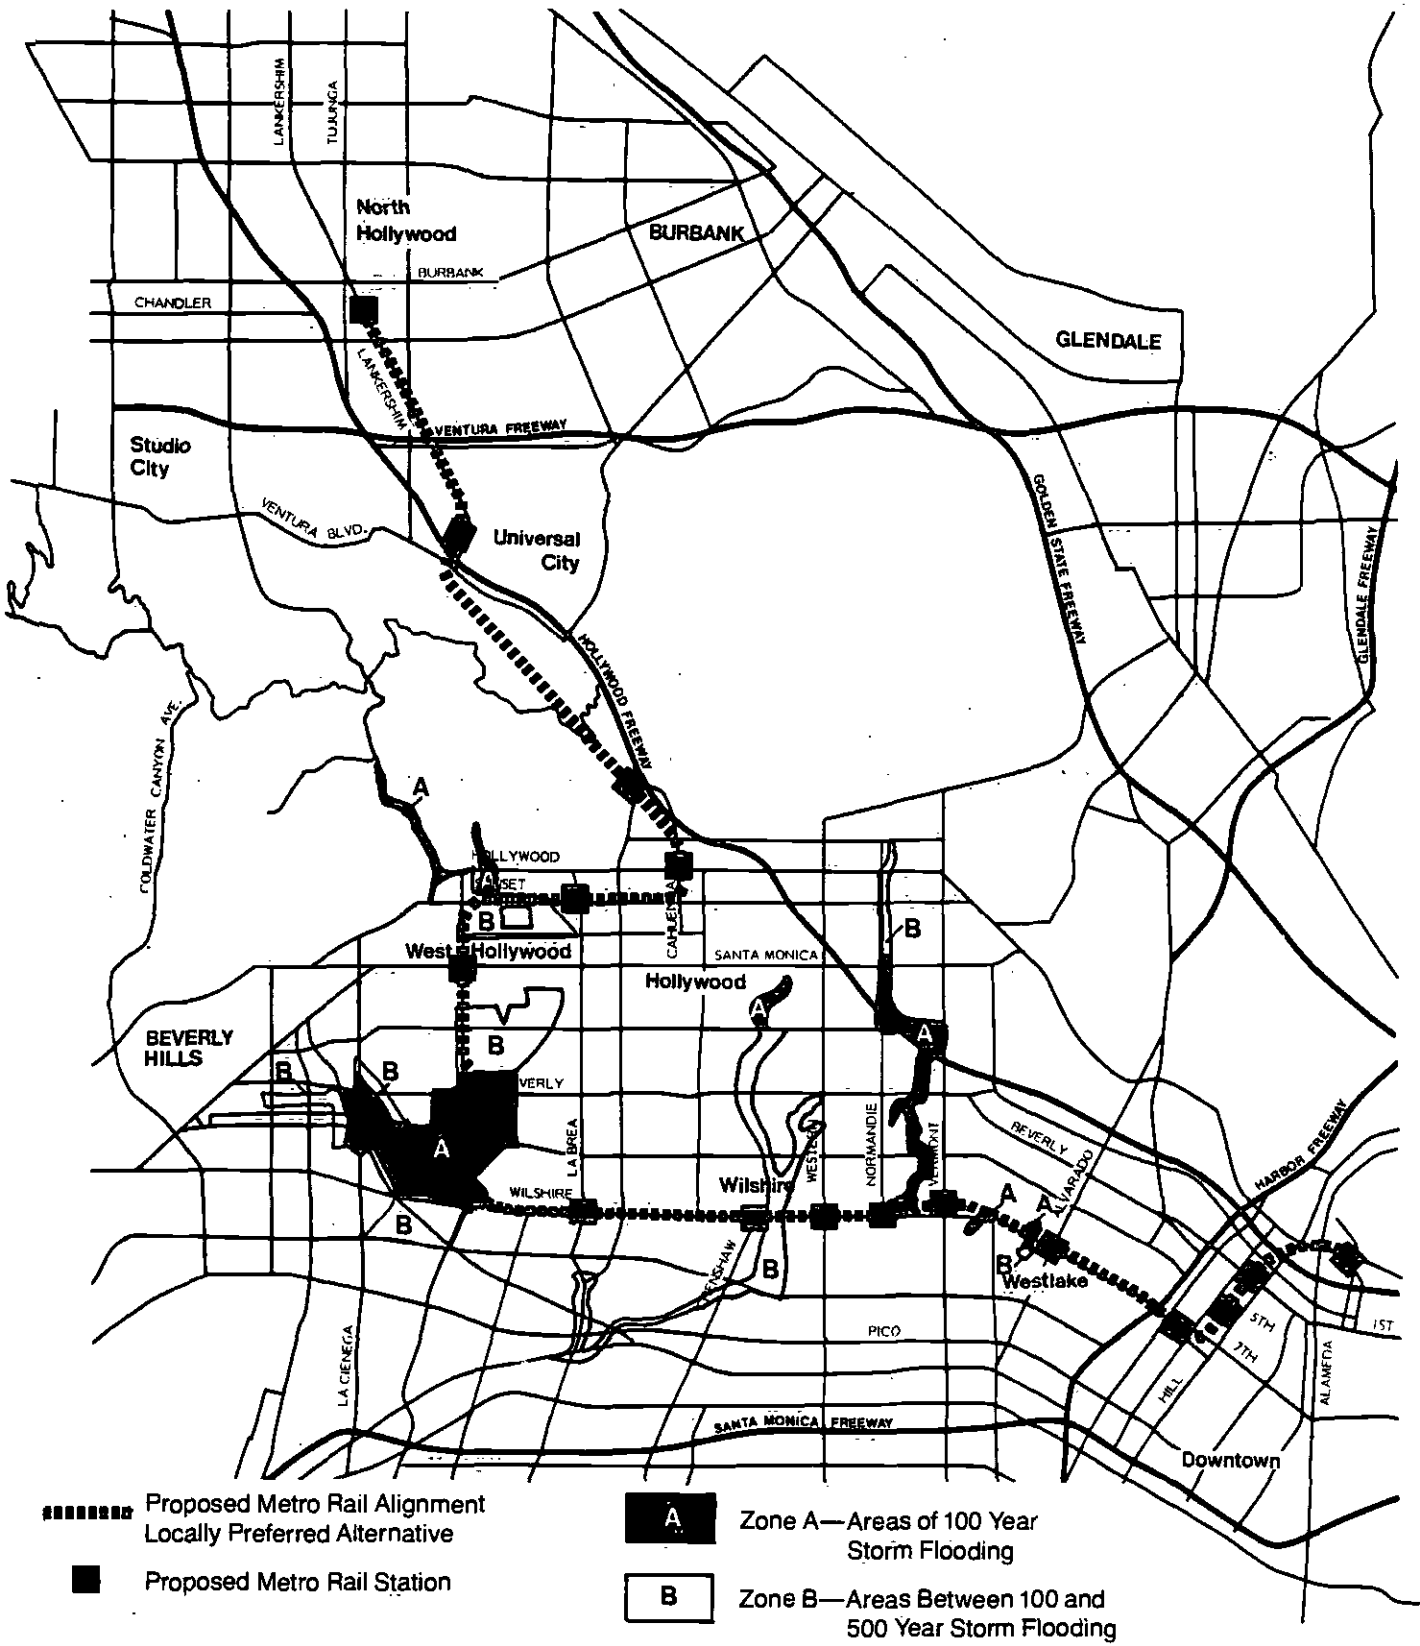 LANKERSHIM
TUJUNGA
North
Hollywood
BURBANK
BURBANK
CHANDLER
GLENDALE
LANKERSHIM
VENTURA FREEWAY
Studio
City
VENTURA BLVD.
Universal
City
GOLDEN STATE FREEWAY
GLENDALE FREEWAY
HOLLYWOOD FREEWAY
COLDWATER CANYON AVE.
A
HOLLYWOOD
A
B
CAHUENGA
B
West Hollywood
SANTA MONICA
Hollywood
A
BEVERLY
HILLS
A
B
B
B
VERLY
A
LA BREA
WESTERN
NORMANDIE
VERMONT
BEVERLY
ALVARADO
HARBOR FREEWAY
WILSHIRE
Wilshire
A
A
B
B
B
Westlake
ENSHAW
PICO
5TH
7TH
1ST
HILL
ALAMEDA
LA CIENEGA
SANTA MONICA FREEWAY
Downtown
Proposed Metro Rail Alignment
Locally Preferred Alternative
Proposed Metro Rail Station
A
Zone A—Areas of 100 Year
Storm Flooding
B
Zone B—Areas Between 100 and
500 Year Storm Flooding